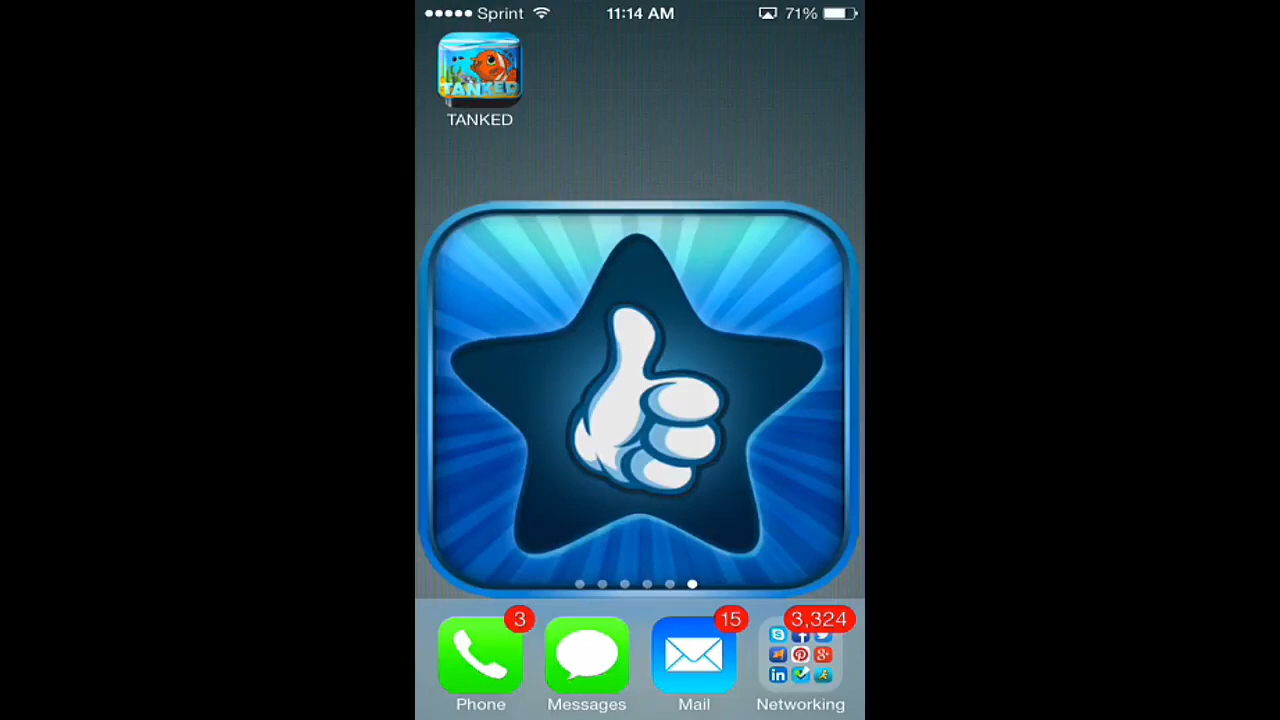 Sprint 11:14 AM 71%
TANKED
TANKED
3 15 3,324
Phone Messages Mail Networking